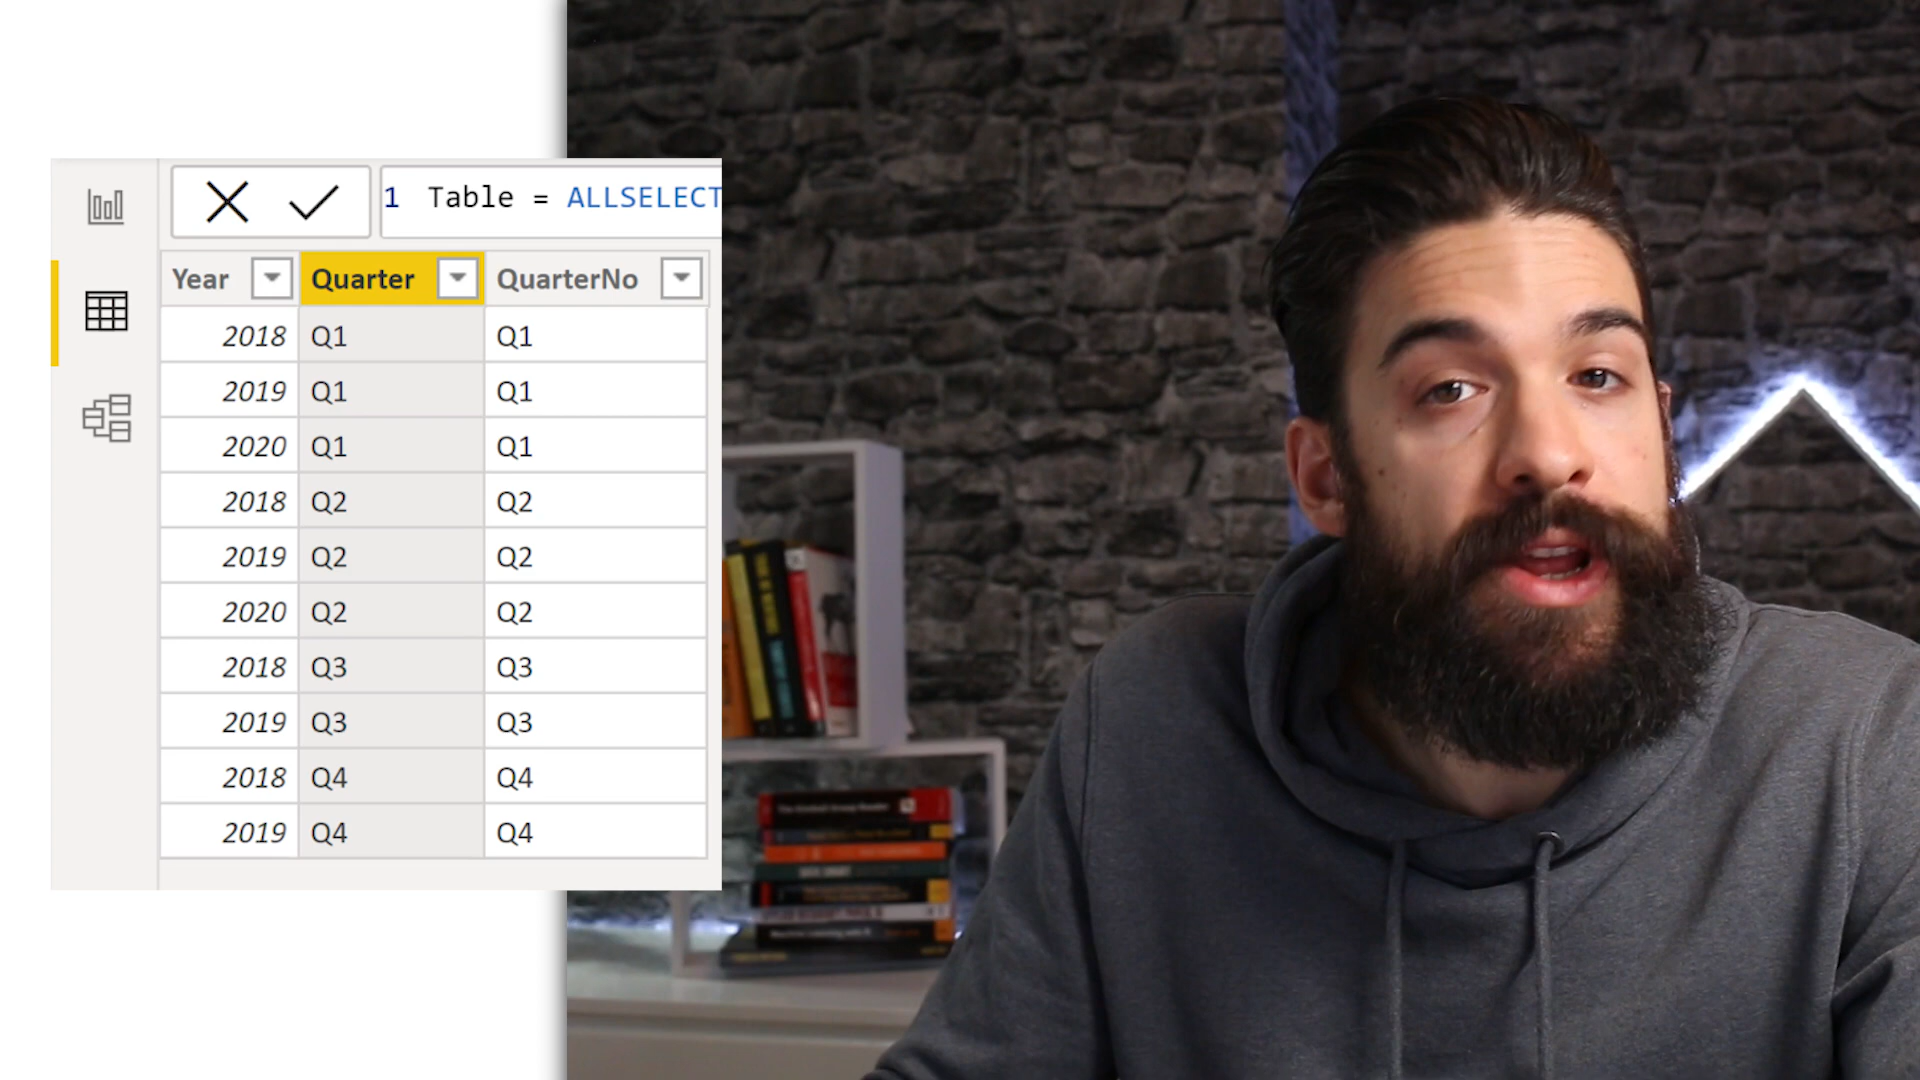 1 Table = ALLSELECT
Year Quarter QuarterNo
2018 Q1 Q1
2019 Q1 Q1
2020 Q1 Q1
2018 Q2 Q2
2019 Q2 Q2
2020 Q2 Q2
2018 Q3 Q3
2019 Q3 Q3
2018 Q4 Q4
2019 Q4 Q4